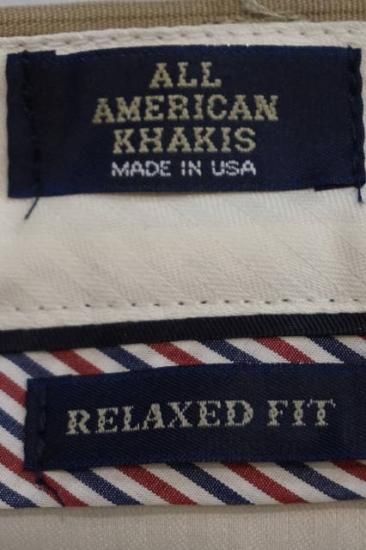 ALL
AMERICAN
KHAKIS
MADE IN USA
RELAXED FIT